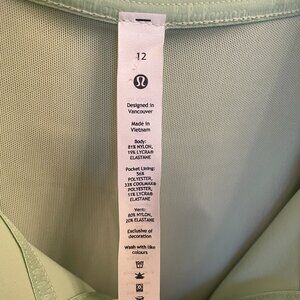 12
Designed in
Vancouver
Made in
Vietnam
Body:
81% NYLON,
19% LYCRA®
ELASTANE
Pocket Lining:
56%
POLYESTER,
33% COOLMAX®
POLYESTER,
11% LYCRA®
ELASTANE
Vent:
80% NYLON,
20% ELASTANE
Exclusive of
decoration
Wash with like
colours